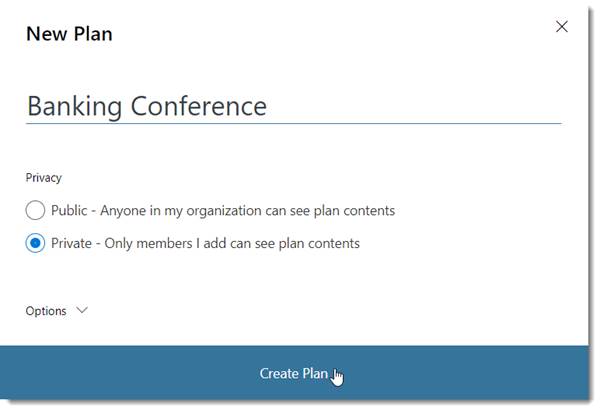 New Plan
Banking Conference
Privacy
Public - Anyone in my organization can see plan contents
Private - Only members I add can see plan contents
Options
Create Plan